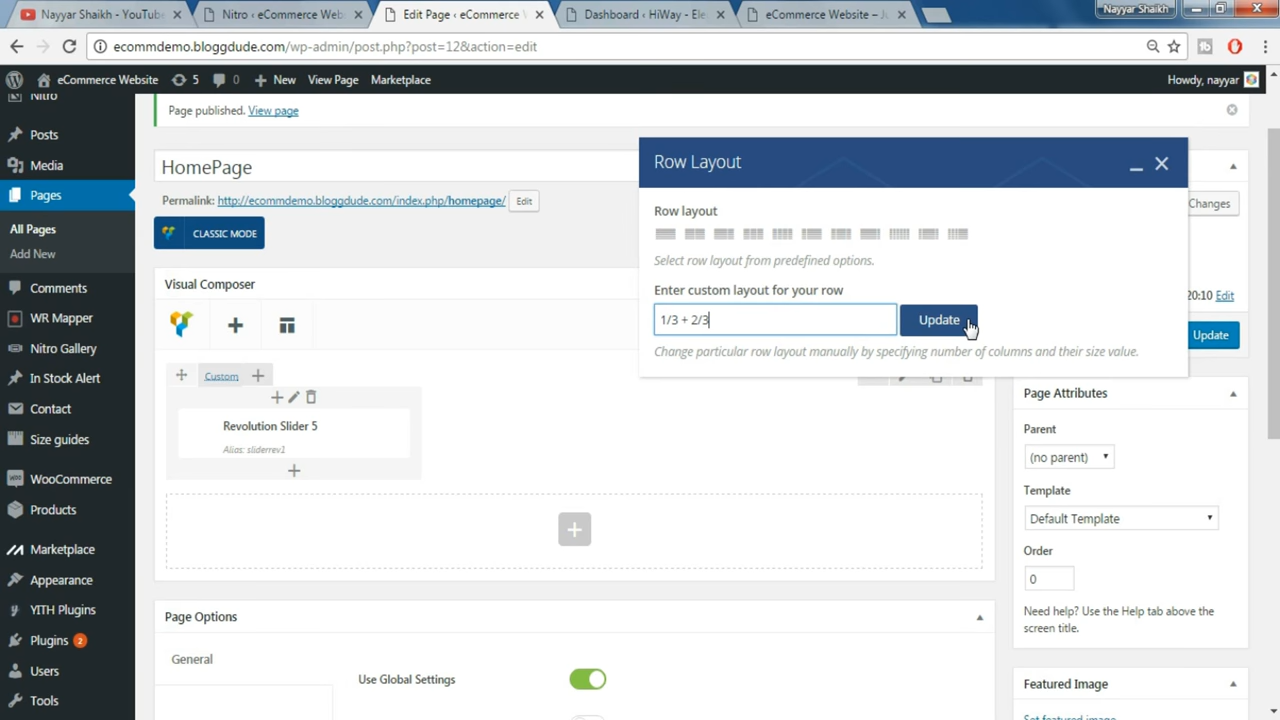 Nayyar Shaikh - YouTube
Nitro ‹ eCommerce Web
Edit Page ‹ eCommerce
Dashboard ‹ HiWay - Ele
eCommerce Website – Ju
Nayyar Shaikh
ecommdemo.bloggdude.com/wp-admin/post.php?post=12&action=edit
eCommerce Website 5 0 New View Page Marketplace
Howdy, nayyar
Nitro
Posts
Media
Pages
All Pages
Add New
Comments
WR Mapper
Nitro Gallery
In Stock Alert
Contact
Size guides
WooCommerce
Products
Marketplace
Appearance
YITH Plugins
Plugins 2
Users
Tools
Page published. View page
HomePage
Permalink: http://ecommdemo.bloggdude.com/index.php/homepage/ Edit
CLASSIC MODE
Visual Composer
Custom
Revolution Slider 5
Alias: sliderrev1
Page Options
General
Use Global Settings
Row Layout
Row layout
Select row layout from predefined options.
Enter custom layout for your row
1/3 + 2/3
Update
Change particular row layout manually by specifying number of columns and their size value.
Changes
20:10 Edit
Update
Page Attributes
Parent
(no parent)
Template
Default Template
Order
0
Need help? Use the Help tab above the
screen title.
Featured Image
Set featured image